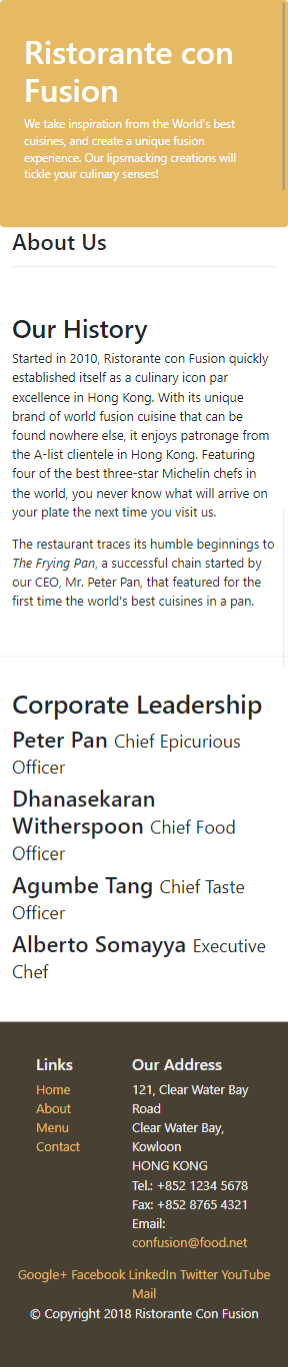 Ristorante con
Fusion
We take inspiration from the World's best
cuisines, and create a unique fusion
experience. Our lipsmacking creations will
tickle your culinary senses!
About Us
Our History
Started in 2010, Ristorante con Fusion quickly
established itself as a culinary icon par
excellence in Hong Kong. With its unique
brand of world fusion cuisine that can be
found nowhere else, it enjoys patronage from
the A-list clientele in Hong Kong. Featuring
four of the best three-star Michelin chefs in
the world, you never know what will arrive on
your plate the next time you visit us.
The restaurant traces its humble beginnings to
The Frying Pan, a successful chain started by
our CEO, Mr. Peter Pan, that featured for the
first time the world's best cuisines in a pan.
Corporate Leadership
Peter Pan Chief Epicurious
Officer
Dhanasekaran
Witherspoon Chief Food
Officer
Agumbe Tang Chief Taste
Officer
Alberto Somayya Executive
Chef
Links
Home
About
Menu
Contact
Our Address
121, Clear Water Bay
Road
Clear Water Bay,
Kowloon
HONG KONG
Tel.: +852 1234 5678
Fax: +852 8765 4321
Email:
confusion@food.net
Google+ Facebook LinkedIn Twitter YouTube
Mail
© Copyright 2018 Ristorante Con Fusion